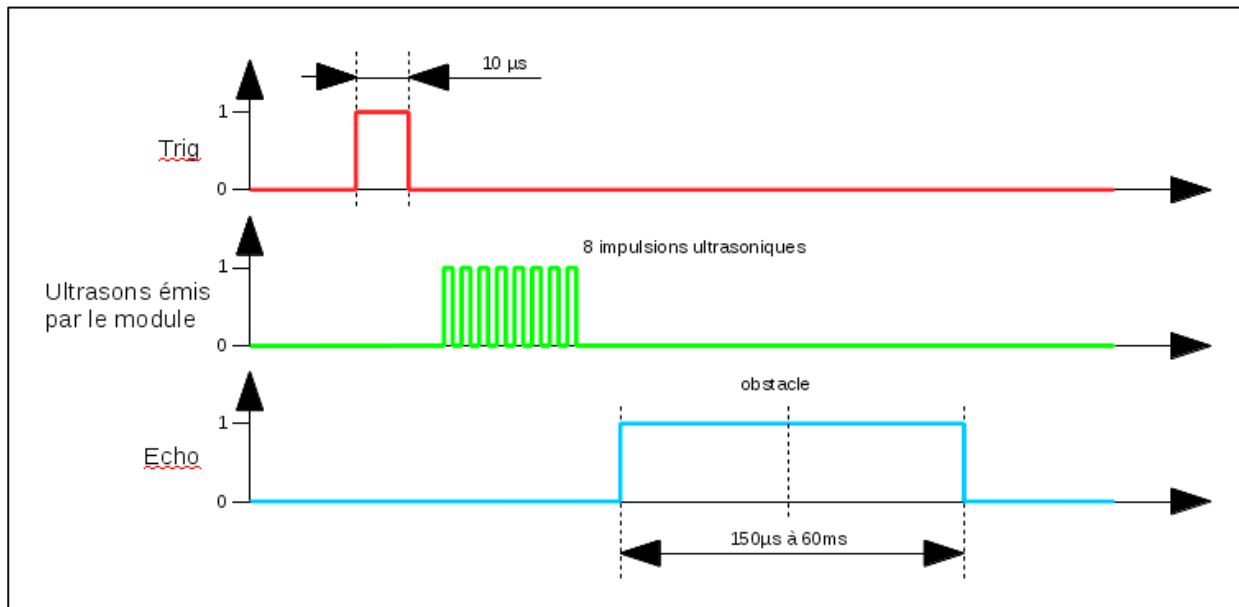 10 µs
1
Trig
0
8 impulsions ultrasoniques
1
Ultrasons émis
par le module
0
obstacle
1
Echo
0
150µs à 60ms